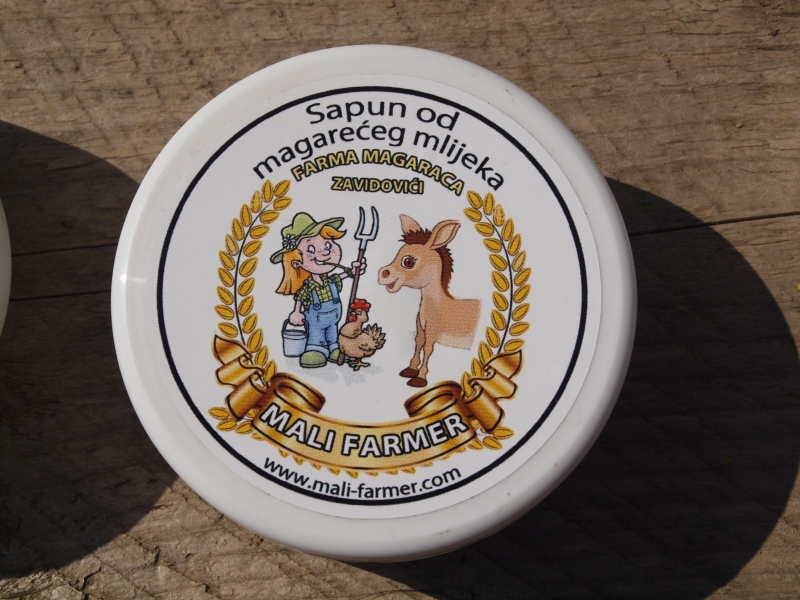 Sapun od
magarećeg mlijeka
FARMA MAGARACA
ZAVIDOVIĆI
MALI FARMER
www.mali-farmer.com